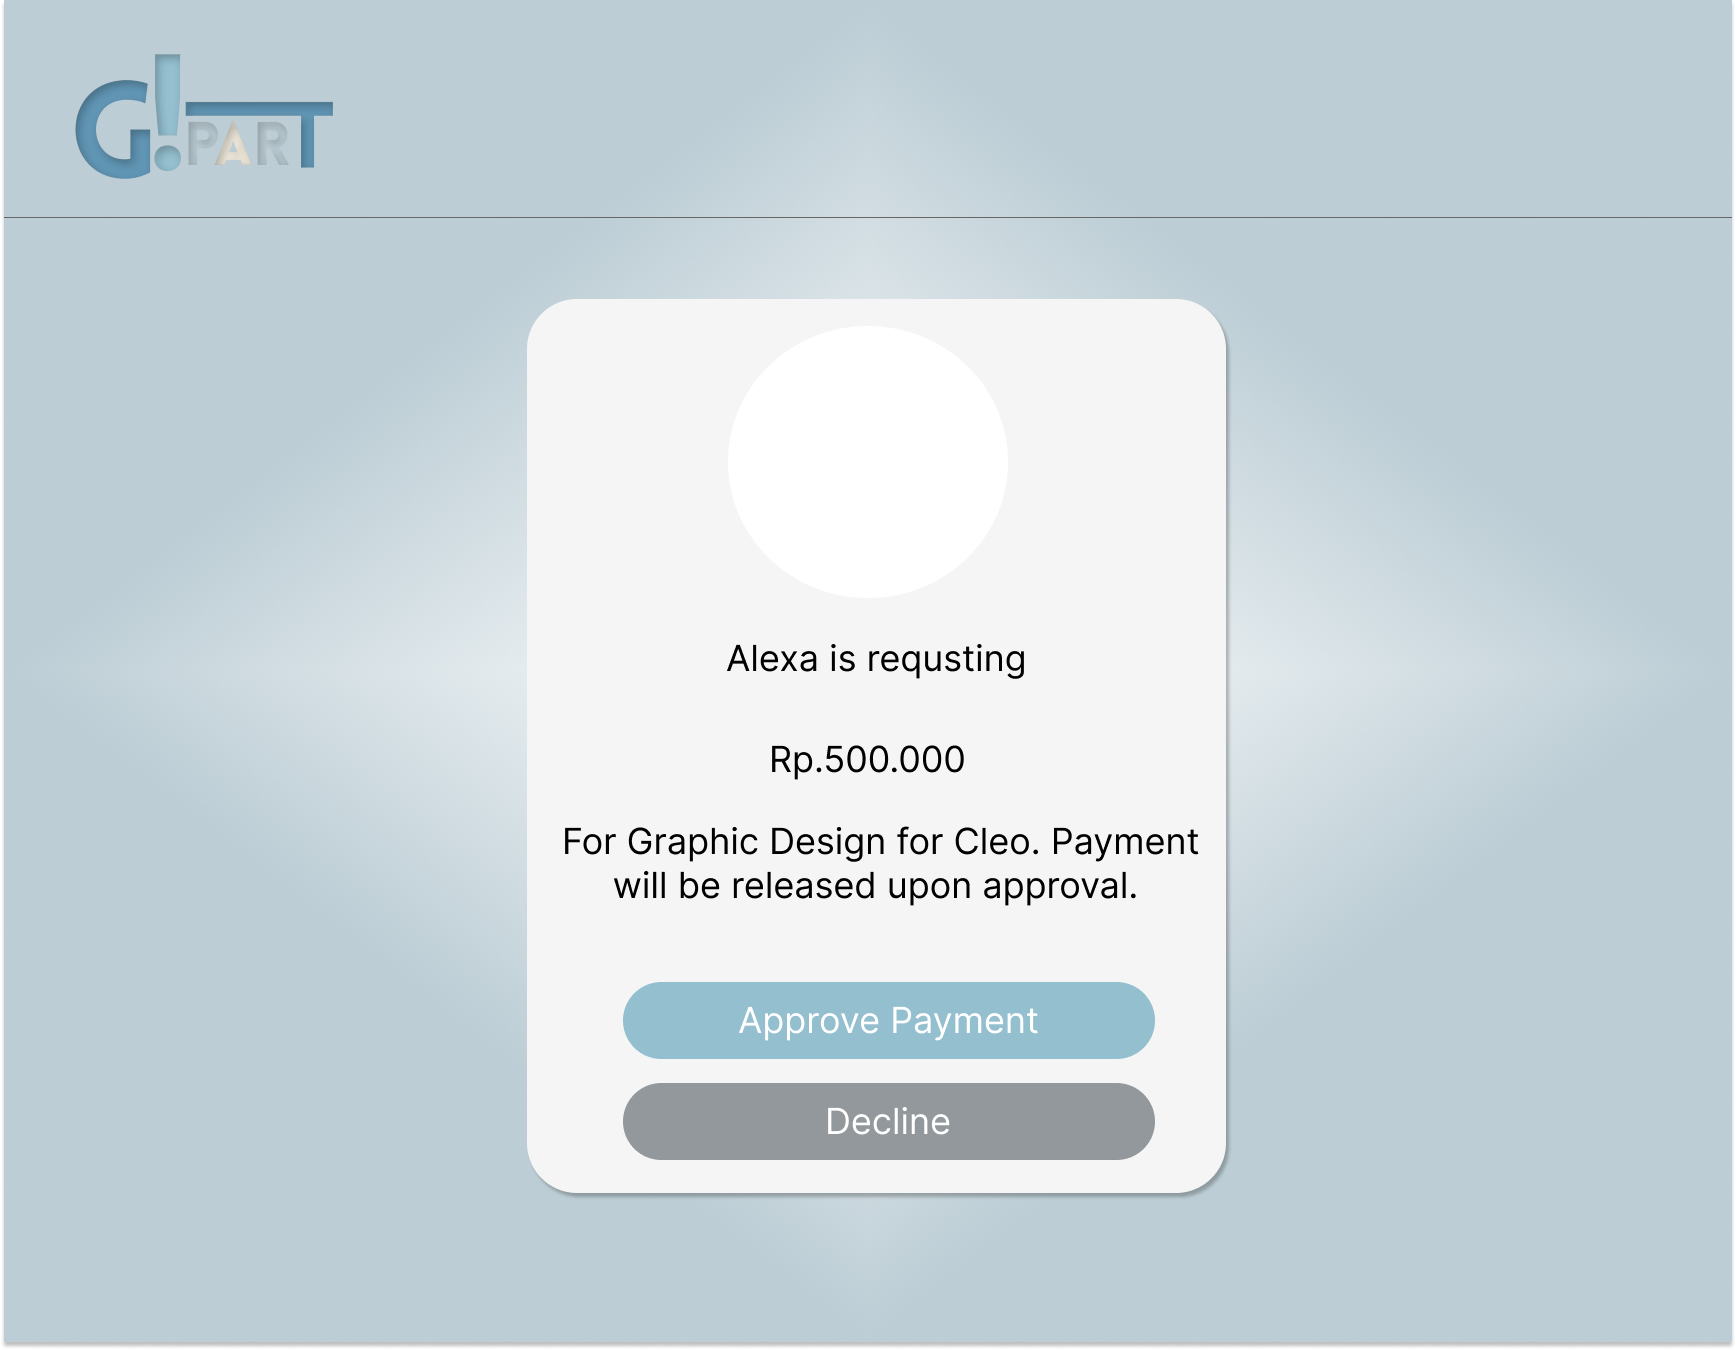 G!PART
Alexa is requsting
Rp.500.000
For Graphic Design for Cleo. Payment
will be released upon approval.
Approve Payment
Decline